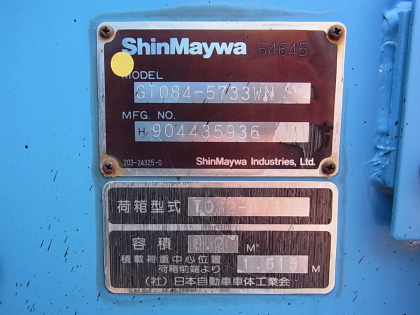 ShinMaywa 54645
MODEL
GT084-5733WN
MFG. NO.
H 904435936
203-24325-0 ShinMaywa Industries, Ltd.
荷箱型式
容積 M³
積載荷重中心位置
荷箱前端より 1.515 M
(社)日本自動車車体工業会